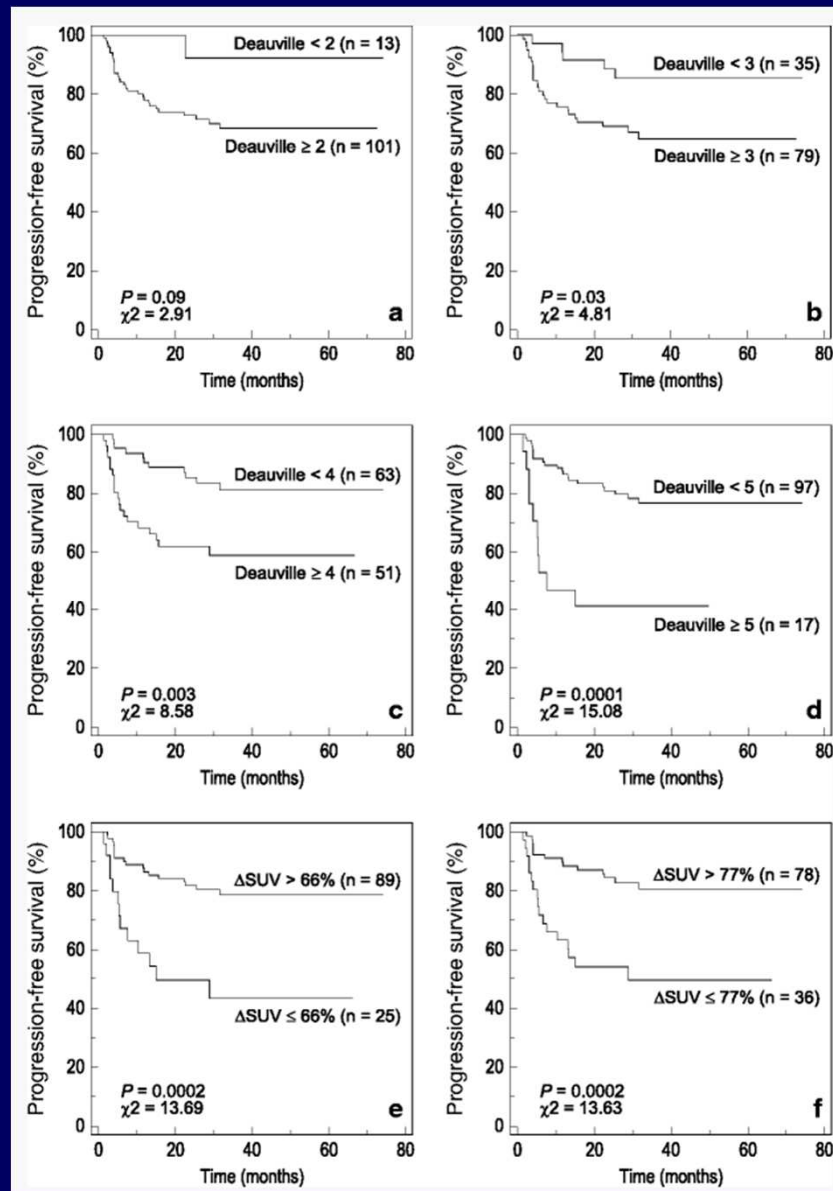 Progression-free survival (%)
100
80
60
40
20
0
Deauville < 2 (n = 13)
Deauville ≥ 2 (n = 101)
P = 0.09
χ2 = 2.91
a
0 20 40 60 80
Time (months)
Progression-free survival (%)
100
80
60
40
20
0
Deauville < 3 (n = 35)
Deauville ≥ 3 (n = 79)
P = 0.03
χ2 = 4.81
b
0 20 40 60 80
Time (months)
Progression-free survival (%)
100
80
60
40
20
0
Deauville < 4 (n = 63)
Deauville ≥ 4 (n = 51)
P = 0.003
χ2 = 8.58
c
0 20 40 60 80
Time (months)
Progression-free survival (%)
100
80
60
40
20
0
Deauville < 5 (n = 97)
Deauville ≥ 5 (n = 17)
P = 0.0001
χ2 = 15.08
d
0 20 40 60 80
Time (months)
Progression-free survival (%)
100
80
60
40
20
0
ΔSUV > 66% (n = 89)
ΔSUV ≤ 66% (n = 25)
P = 0.0002
χ2 = 13.69
e
0 20 40 60 80
Time (months)
Progression-free survival (%)
100
80
60
40
20
0
ΔSUV > 77% (n = 78)
ΔSUV ≤ 77% (n = 36)
P = 0.0002
χ2 = 13.63
f
0 20 40 60 80
Time (months)